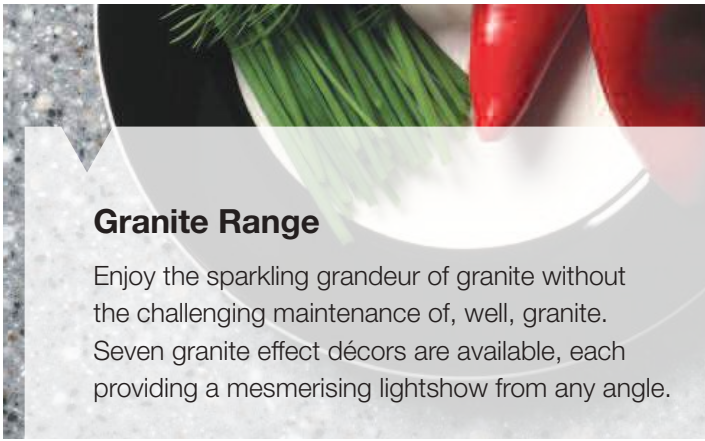 Granite Range
Enjoy the sparkling grandeur of granite without
the challenging maintenance of, well, granite.
Seven granite effect décors are available, each
providing a mesmerising lightshow from any angle.